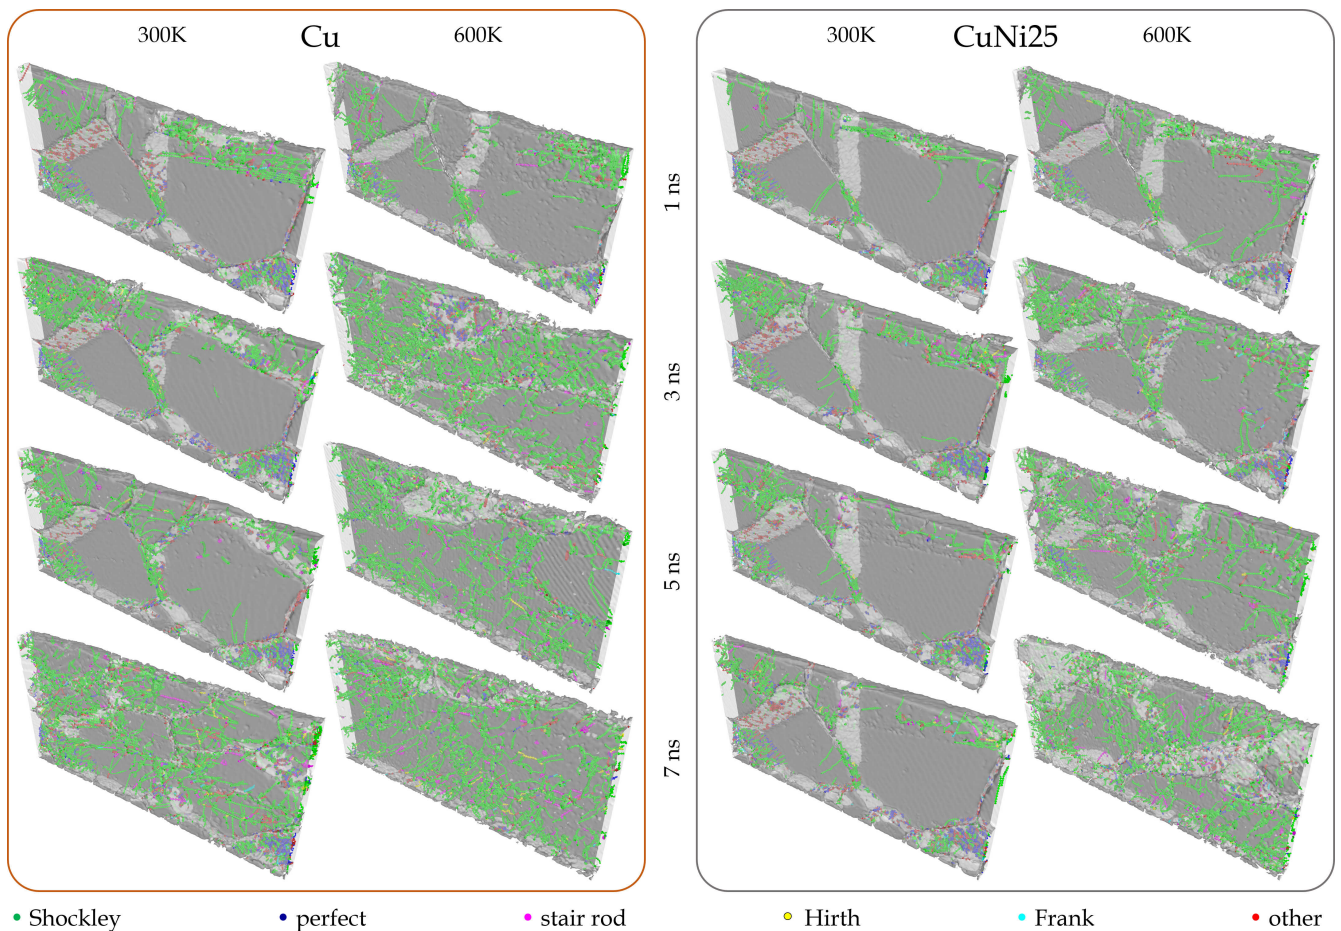 300K Cu 600K
300K CuNi25 600K
1 ns
3 ns
5 ns
7 ns
Shockley perfect stair rod Hirth Frank other